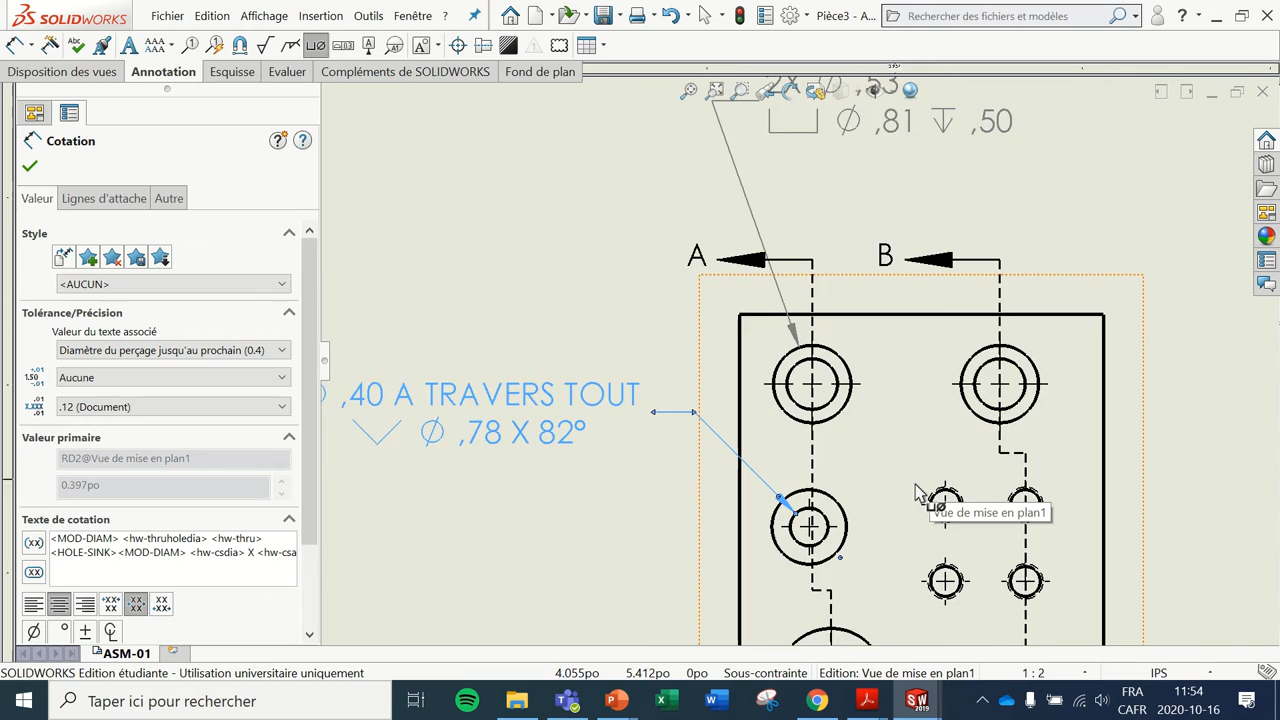 SOLIDWORKS
Fichier Edition Affichage Insertion Outils Fenêtre
Pièce3 - A...
Rechercher des fichiers et modèles
Disposition des vues Annotation Esquisse Evaluer Compléments de SOLIDWORKS Fond de plan
Cotation
Valeur Lignes d'attache Autre
Style
<AUCUN>
Tolérance/Précision
Valeur du texte associé
Diamètre du perçage jusqu'au prochain (0.4)
Aucune
.12 (Document)
Valeur primaire
RD2@Vue de mise en plan1
0.397po
Texte de cotation
<MOD-DIAM> <hw-thruholedia> <hw-thru>
<HOLE-SINK><MOD-DIAM> <hw-csdia> X <hw-csa
2X Ø ,53
⌴ Ø ,81 ↧ ,50
A B
Ø ,40 A TRAVERS TOUT
⌵ Ø ,78 X 82°
Vue de mise en plan1
ASM-01
SOLIDWORKS Edition étudiante - Utilisation universitaire uniquement
4.055po 5.412po 0po Sous-contrainte Edition: Vue de mise en plan1 1 : 2 IPS
Taper ici pour rechercher
FRA 11:54
CAFR 2020-10-16